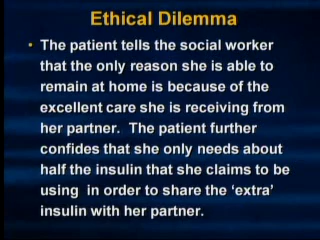 Ethical Dilemma
• The patient tells the social worker
that the only reason she is able to
remain at home is because of the
excellent care she is receiving from
her partner. The patient further
confides that she only needs about
half the insulin that she claims to be
using in order to share the ‘extra’
insulin with her partner.